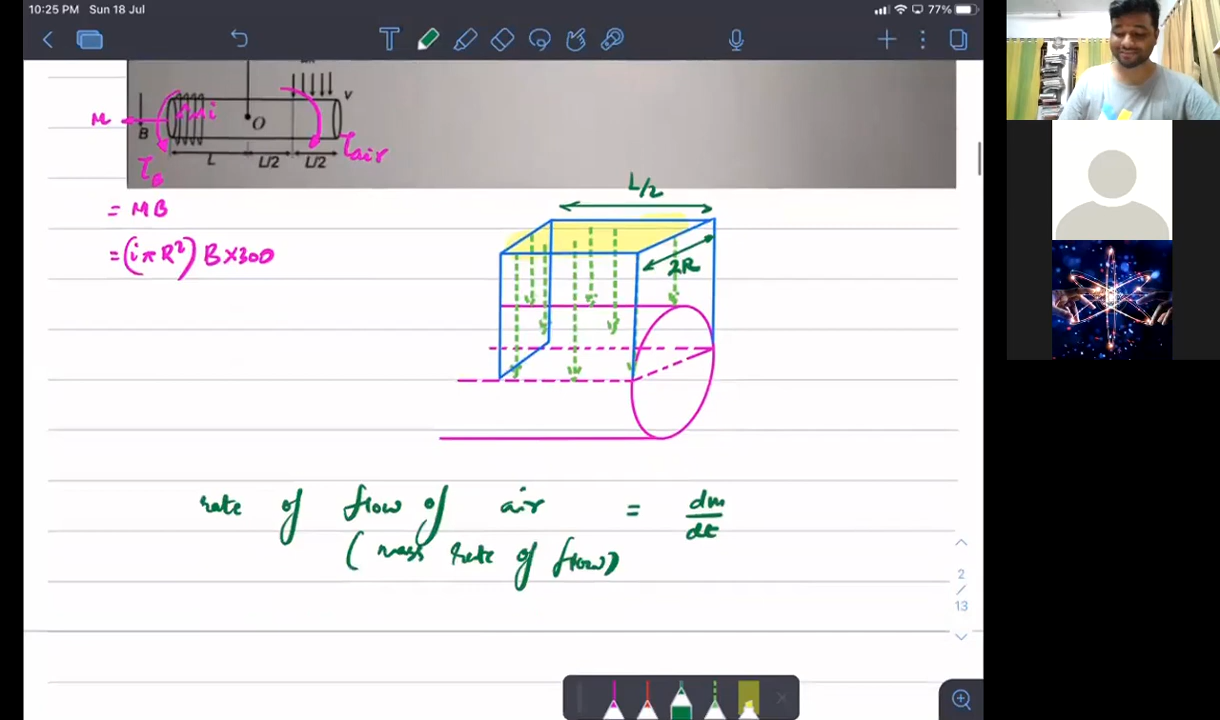 10:25 PM Sun 18 Jul
77%
T
v
M
i
B
O
τair
L
L/2
L/2
τB
= MB
= (iπR²) B×300
L/2
2R
rate of flow of air = dm/dt
(mass rate of flow)
2
/
13